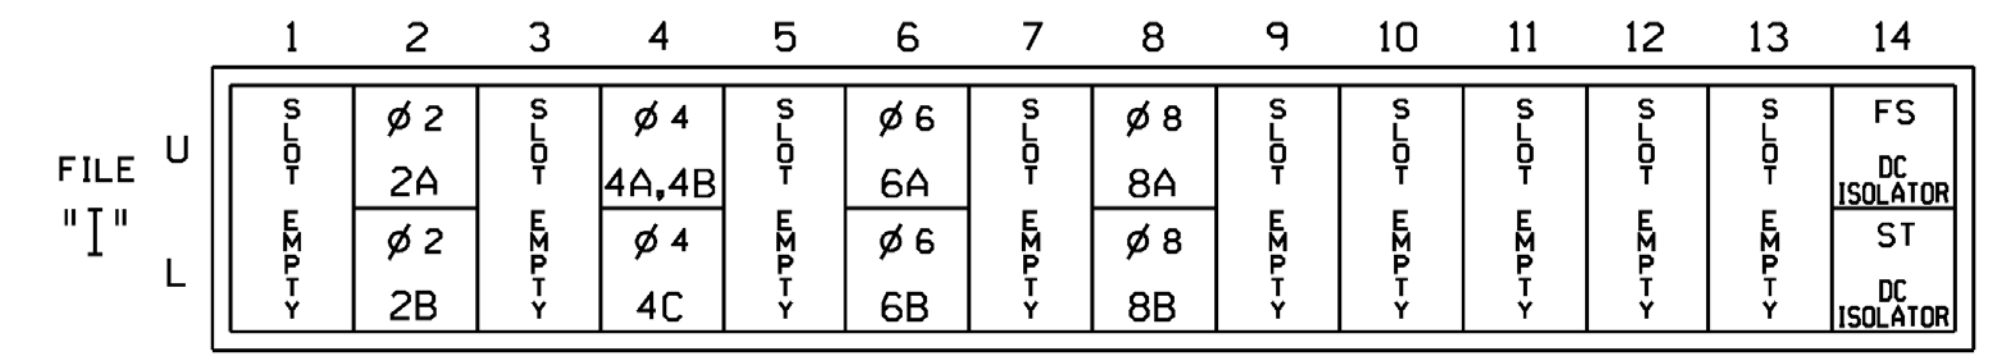 1 2 3 4 5 6 7 8 9 10 11 12 13 14
FILE "I"
U
L
SLOT EMPTY
Ø 2
2A
Ø 2
2B
SLOT EMPTY
Ø 4
4A,4B
Ø 4
4C
SLOT EMPTY
Ø 6
6A
Ø 6
6B
SLOT EMPTY
Ø 8
8A
Ø 8
8B
SLOT EMPTY
SLOT EMPTY
SLOT EMPTY
SLOT EMPTY
SLOT EMPTY
FS
DC
ISOLATOR
ST
DC
ISOLATOR